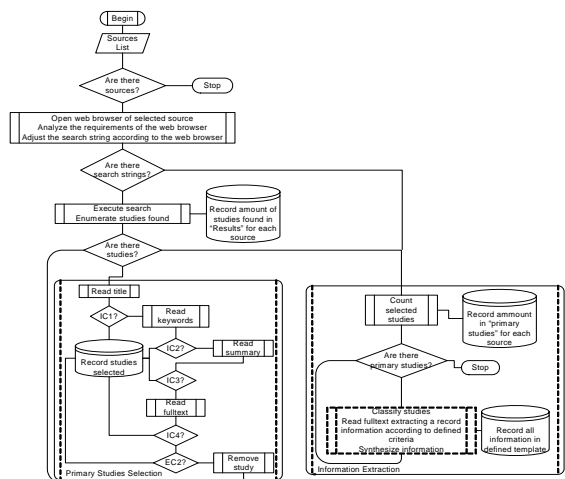 Begin
Sources
List
Are there
sources?
Stop
Open web browser of selected source
Analyze the requirements of the web browser
Adjust the search string according to the web browser
Are there
search strings?
Execute search
Enumerate studies found
Record amount of
studies found in
"Results" for each
source
Are there
studies?
Read title
IC1?
Read
keywords
Record studies
selected
IC2?
Read
summary
IC3?
Read
fulltext
IC4?
EC2?
Remove
study
Primary Studies Selection
Count
selected
studies
Record ammount
in "primary
studies" for each
source
Are there
primary studies?
Stop
Classify studies
Read fulltext extracting a record
information according to defined
criteria
Synthesize information
Record all
information in
defined template
Information Extraction